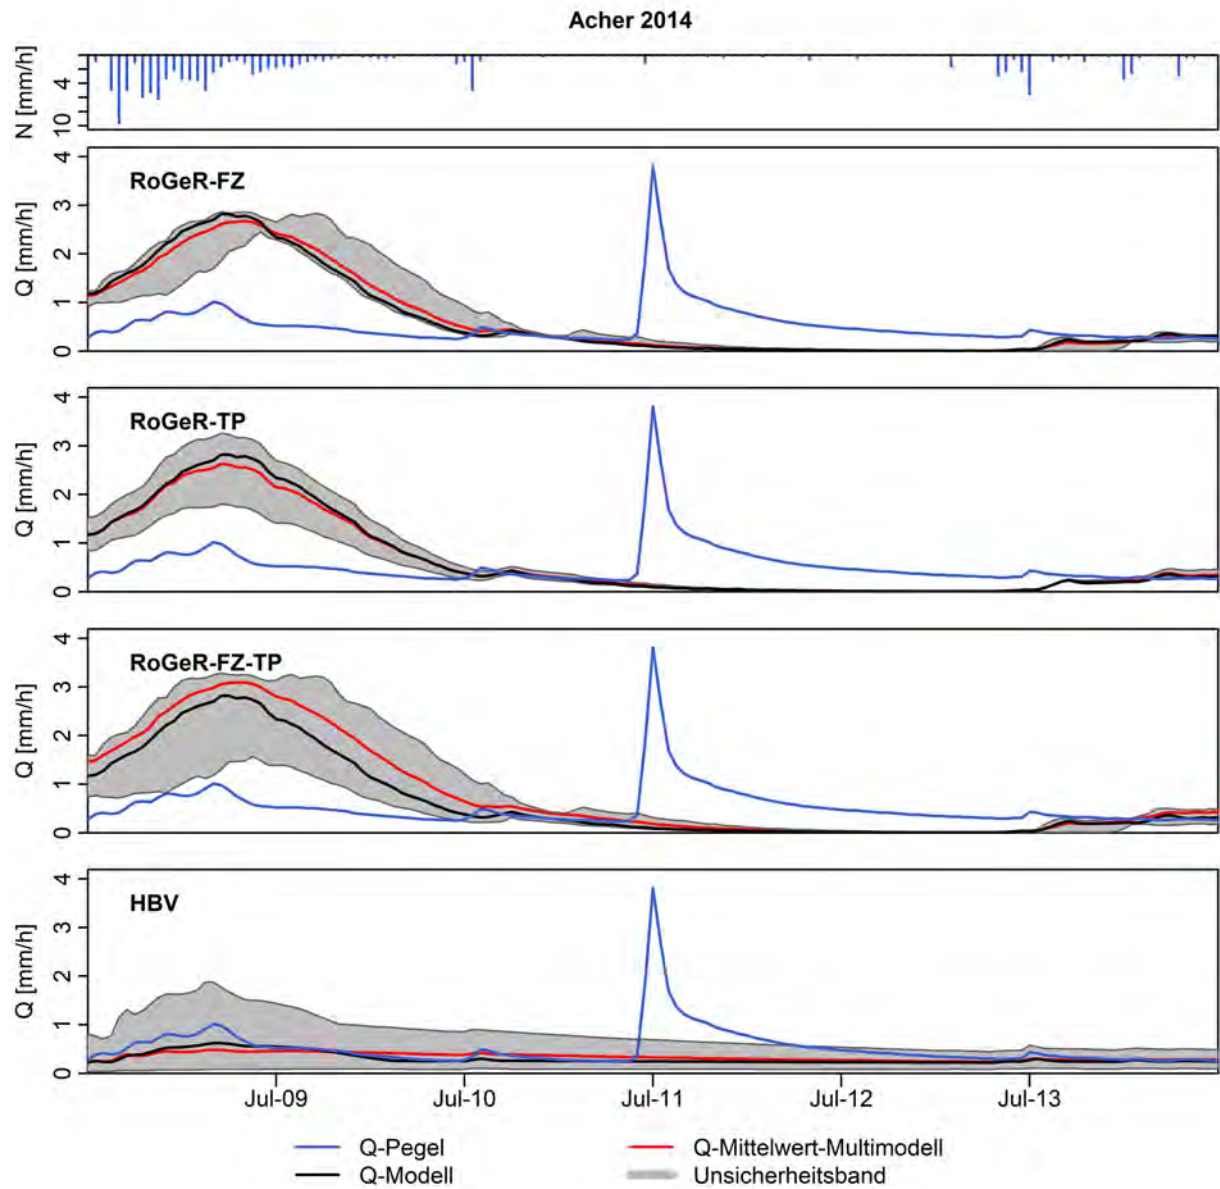 Acher 2014
N [mm/h]
4
10
RoGeR-FZ
Q [mm/h]
4
3
2
1
0
RoGeR-TP
Q [mm/h]
4
3
2
1
0
RoGeR-FZ-TP
Q [mm/h]
4
3
2
1
0
HBV
Q [mm/h]
4
3
2
1
0
Jul-09 Jul-10 Jul-11 Jul-12 Jul-13
Q-Pegel Q-Mittelwert-Multimodell
Q-Modell Unsicherheitsband